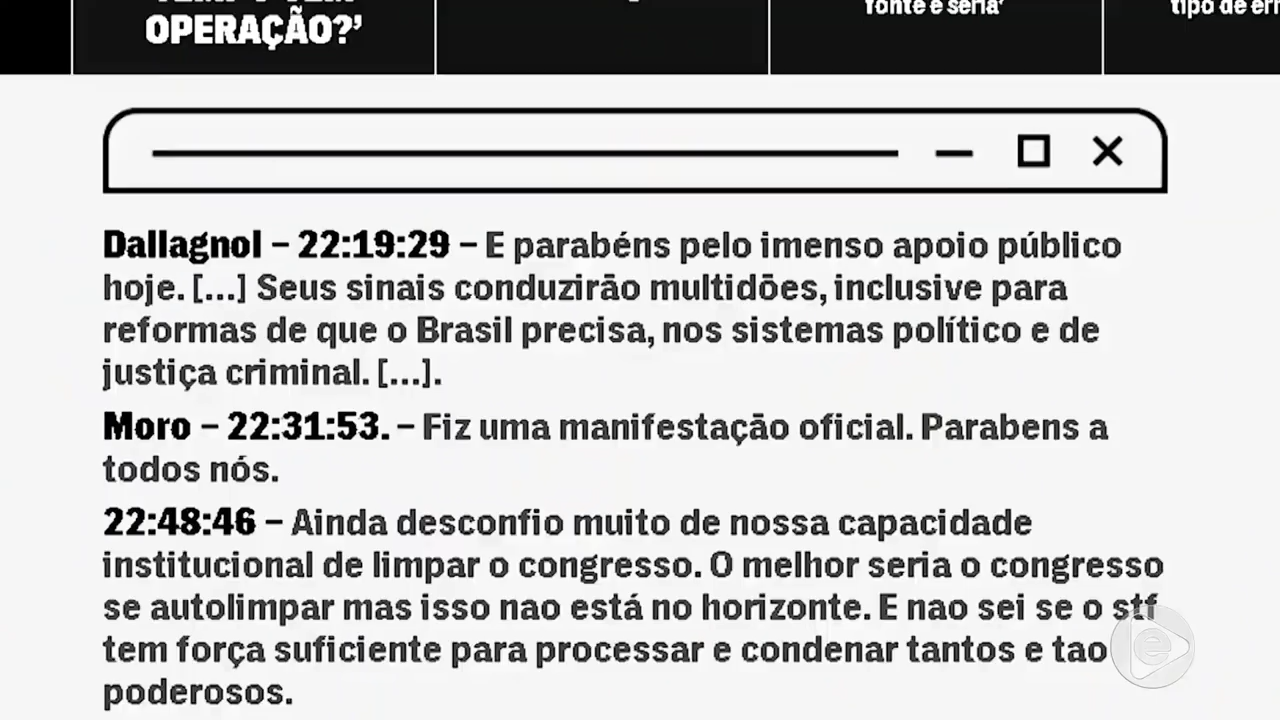 OPERAÇÃO?’
fonte é séria’
tipo de
Dallagnol – 22:19:29 – E parabéns pelo imenso apoio público
hoje. […] Seus sinais conduzirão multidões, inclusive para
reformas de que o Brasil precisa, nos sistemas político e de
justiça criminal. […].
Moro – 22:31:53. – Fiz uma manifestação oficial. Parabens a
todos nós.
22:48:46 – Ainda desconfio muito de nossa capacidade
institucional de limpar o congresso. O melhor seria o congresso
se autolimpar mas isso nao está no horizonte. E nao sei se o stf
tem força suficiente para processar e condenar tantos e tao
poderosos.